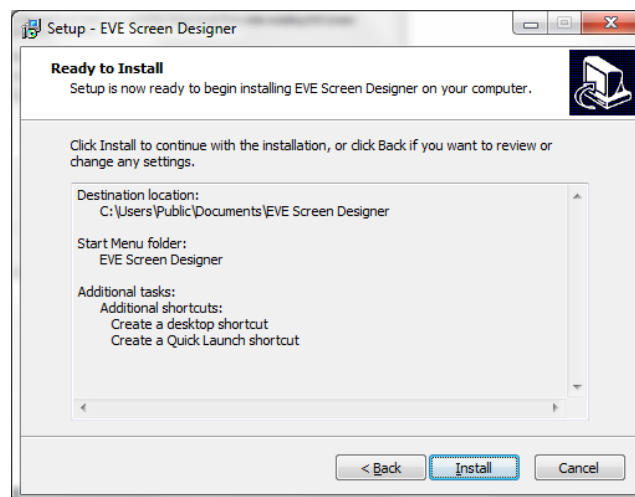 Setup - EVE Screen Designer
Ready to Install
Setup is now ready to begin installing EVE Screen Designer on your computer.
Click Install to continue with the installation, or click Back if you want to review or
change any settings.
Destination location:
C:\Users\Public\Documents\EVE Screen Designer
Start Menu folder:
EVE Screen Designer
Additional tasks:
Additional shortcuts:
Create a desktop shortcut
Create a Quick Launch shortcut
< Back
Install
Cancel